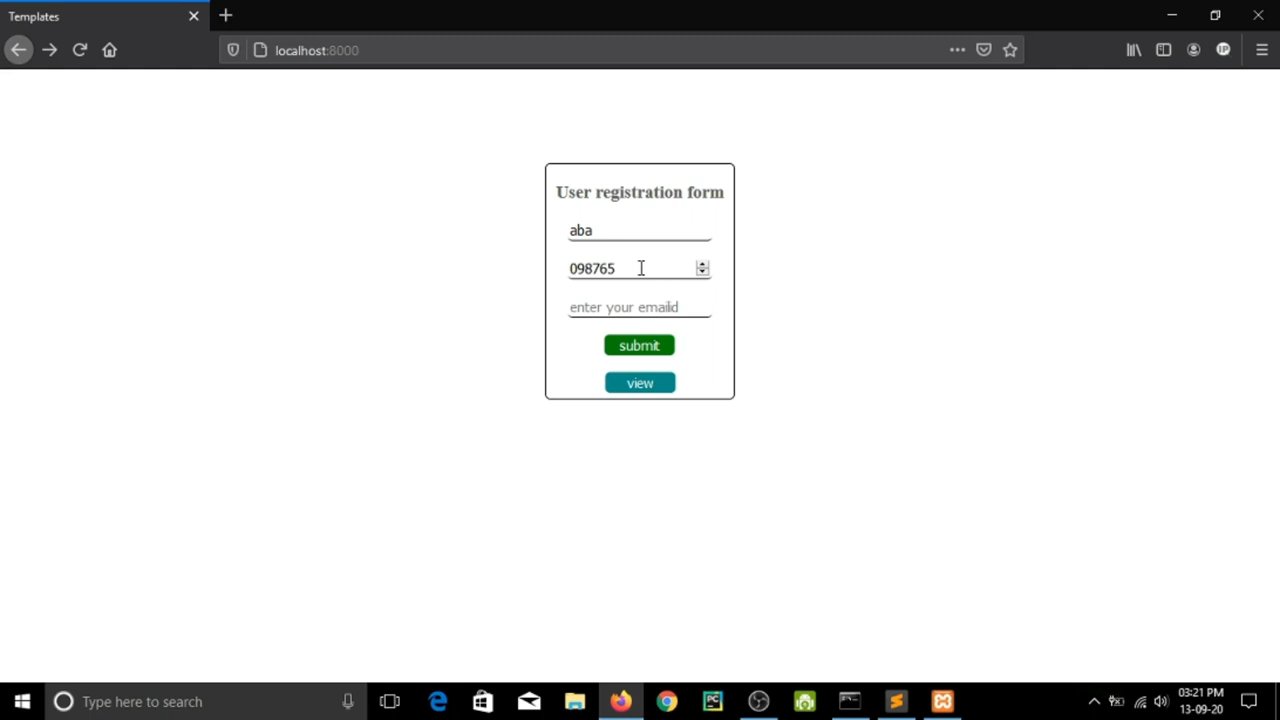 Templates
localhost:8000
User registration form
aba
098765
enter your emailid
submit
view
Type here to search
03:21 PM
13-09-20